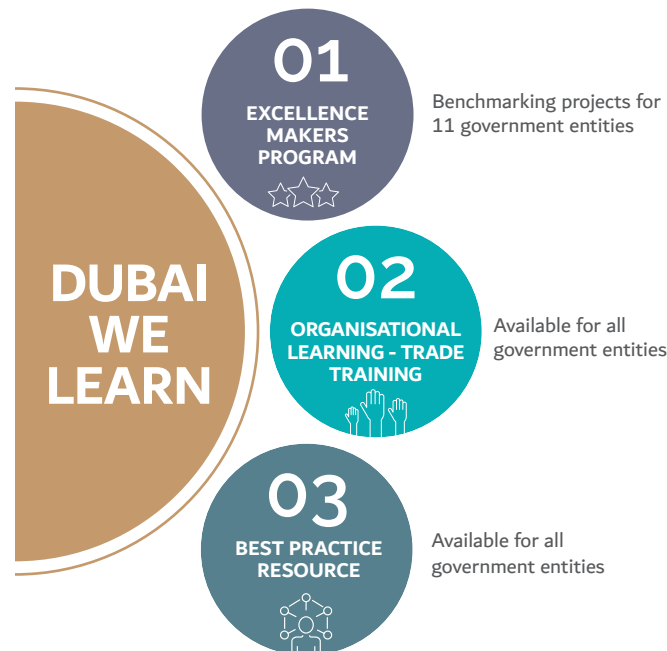 DUBAI
WE
LEARN
01
EXCELLENCE
MAKERS
PROGRAM
Benchmarking projects for
11 government entities
02
ORGANISATIONAL
LEARNING - TRADE
TRAINING
Available for all
government entities
03
BEST PRACTICE
RESOURCE
Available for all
government entities